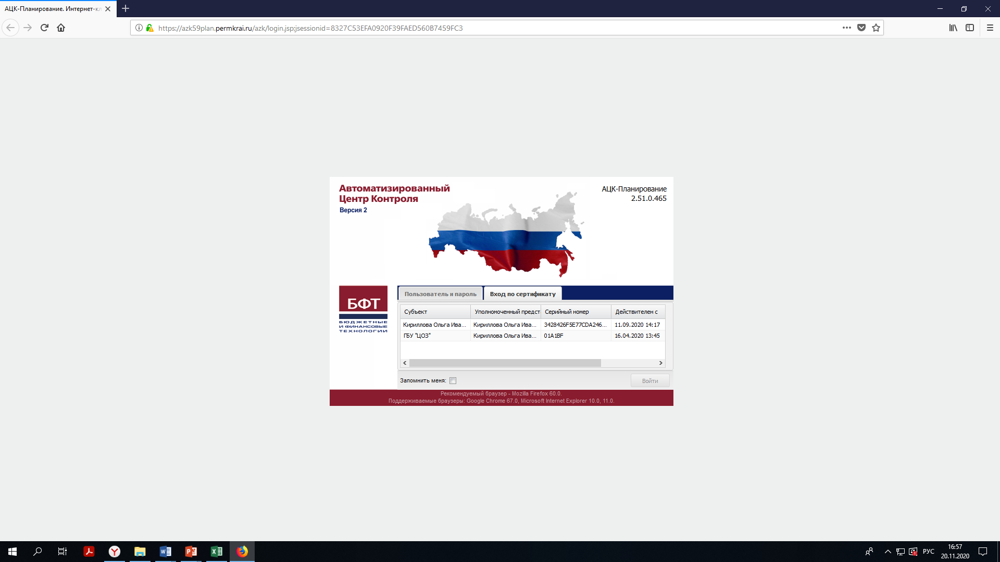 АЦК-Планирование. Интернет-кл
https://azk59plan.permkrai.ru/azk/login.jsp;jsessionid=8327C53EFA0920F39FAED560B7459FC3
Автоматизированный
Центр Контроля
Версия 2
АЦК-Планирование
2.51.0.465
БФТ
БЮДЖЕТНЫЕ
И ФИНАНСОВЫЕ
ТЕХНОЛОГИИ
Пользователь и пароль Вход по сертификату
Субъект Уполномоченный предст Серийный номер Действителен с
Кириллова Ольга Ива... Кириллова Ольга Ива... 3428426F5E77CDA246... 11.09.2020 14:17
ГБУ "ЦОЗ" Кириллова Ольга Ива... 01A1BF 16.04.2020 13:45
Запомнить меня: Войти
Рекомендуемый браузер - Mozilla Firefox 60.0.
Поддерживаемые браузеры: Google Chrome 67.0, Microsoft Internet Explorer 10.0, 11.0.
РУС
16:57
20.11.2020